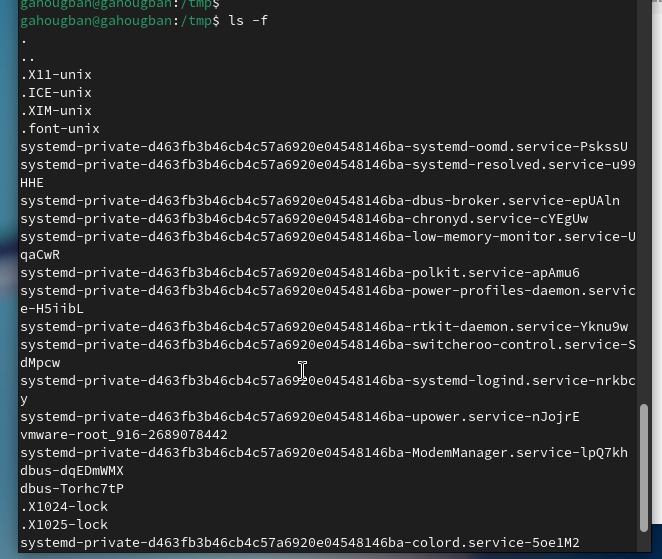 gahougban@gahougban:/tmp$
gahougban@gahougban:/tmp$ ls -f
.
..
.X11-unix
.ICE-unix
.XIM-unix
.font-unix
systemd-private-d463fb3b46cb4c57a6920e04548146ba-systemd-oomd.service-PskssU
systemd-private-d463fb3b46cb4c57a6920e04548146ba-systemd-resolved.service-u99
HHE
systemd-private-d463fb3b46cb4c57a6920e04548146ba-dbus-broker.service-epUAln
systemd-private-d463fb3b46cb4c57a6920e04548146ba-chronyd.service-cYEgUw
systemd-private-d463fb3b46cb4c57a6920e04548146ba-low-memory-monitor.service-U
qaCwR
systemd-private-d463fb3b46cb4c57a6920e04548146ba-polkit.service-apAmu6
systemd-private-d463fb3b46cb4c57a6920e04548146ba-power-profiles-daemon.servic
e-H5iibL
systemd-private-d463fb3b46cb4c57a6920e04548146ba-rtkit-daemon.service-Yknu9w
systemd-private-d463fb3b46cb4c57a6920e04548146ba-switcheroo-control.service-S
dMpcw
systemd-private-d463fb3b46cb4c57a6920e04548146ba-systemd-logind.service-nrkbc
y
systemd-private-d463fb3b46cb4c57a6920e04548146ba-upower.service-nJojrE
vmware-root_916-2689078442
systemd-private-d463fb3b46cb4c57a6920e04548146ba-ModemManager.service-lpQ7kh
dbus-dqEDmWMX
dbus-Torhc7tP
.X1024-lock
.X1025-lock
systemd-private-d463fb3b46cb4c57a6920e04548146ba-colord.service-5oe1M2